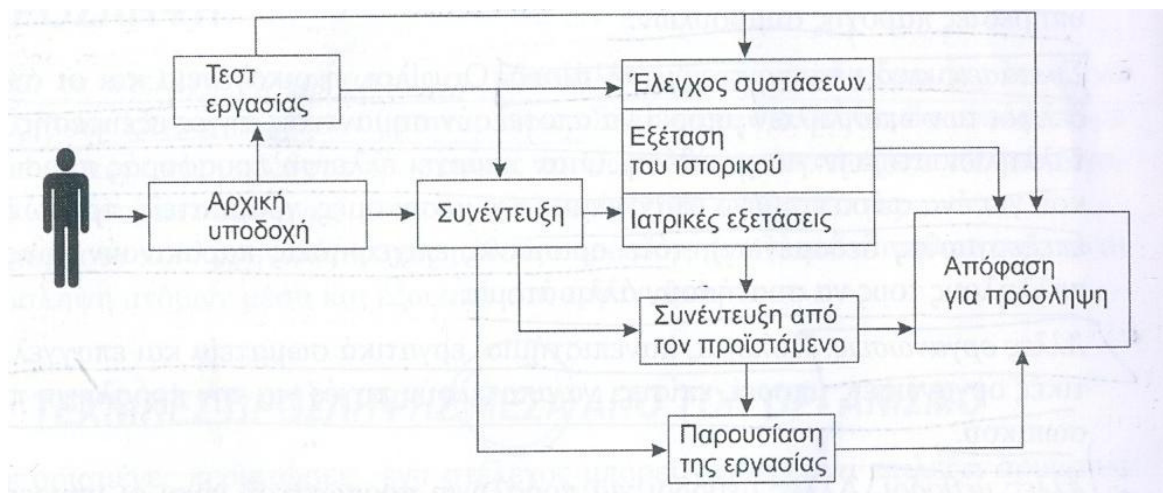 Τεστ
εργασίας
Έλεγχος συστάσεων
Εξέταση
του ιστορικού
Ιατρικές εξετάσεις
Αρχική
υποδοχή
Συνέντευξη
Απόφαση
για πρόσληψη
Συνέντευξη από
τον προϊστάμενο
Παρουσίαση
της εργασίας